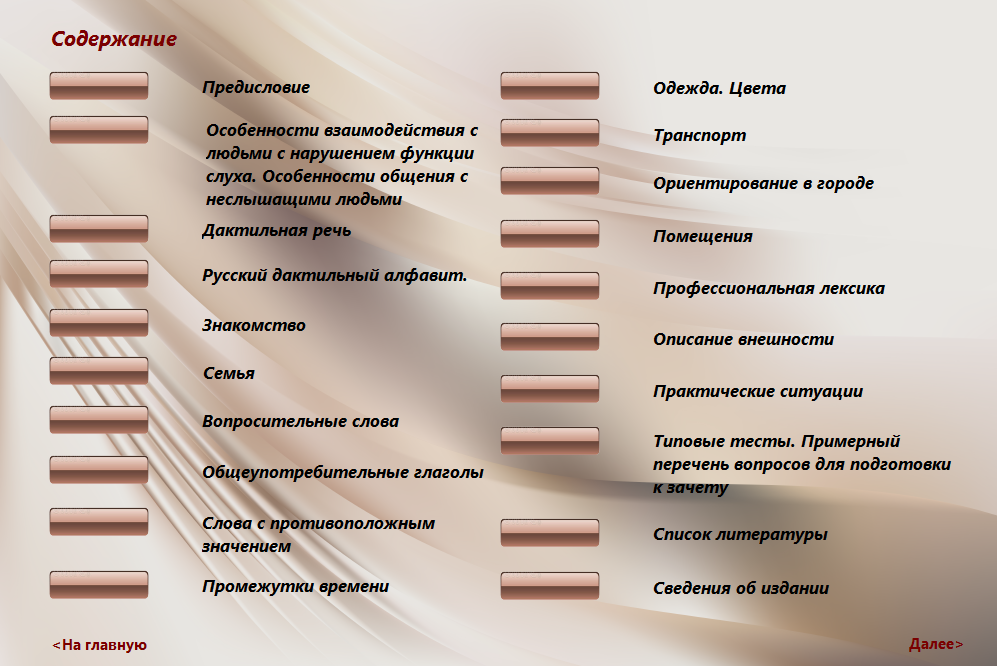 Содержание
Предисловие
Особенности взаимодействия с
людьми с нарушением функции
слуха. Особенности общения с
неслышащими людьми
Дактильная речь
Русский дактильный алфавит.
Знакомство
Семья
Вопросительные слова
Общеупотребительные глаголы
Слова с противоположным
значением
Промежутки времени
Одежда. Цвета
Транспорт
Ориентирование в городе
Помещения
Профессиональная лексика
Описание внешности
Практические ситуации
Типовые тесты. Примерный
перечень вопросов для подготовки
к зачету
Список литературы
Сведения об издании
<На главную
Далее>